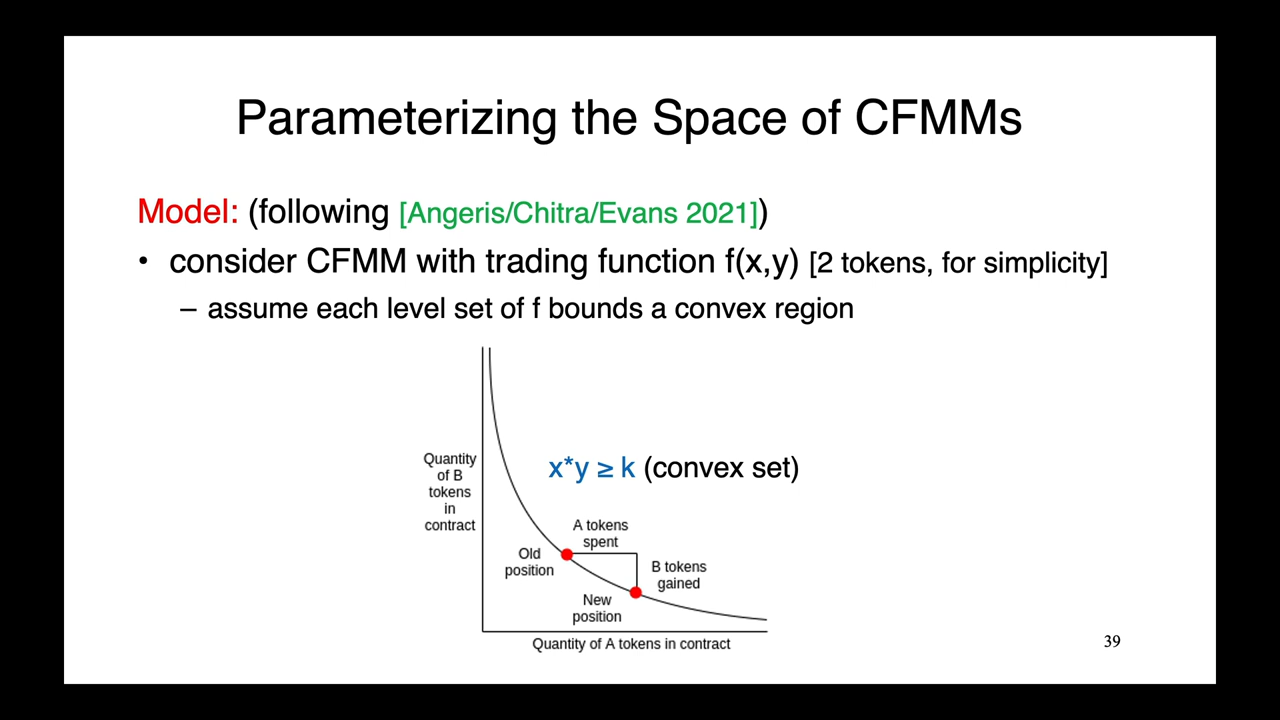 Parameterizing the Space of CFMMs
Model: (following [Angeris/Chitra/Evans 2021])
• consider CFMM with trading function f(x,y) [2 tokens, for simplicity]
– assume each level set of f bounds a convex region
Quantity
of B
tokens
in
contract
x*y ≥ k (convex set)
A tokens
spent
Old
position
B tokens
gained
New
position
Quantity of A tokens in contract
39